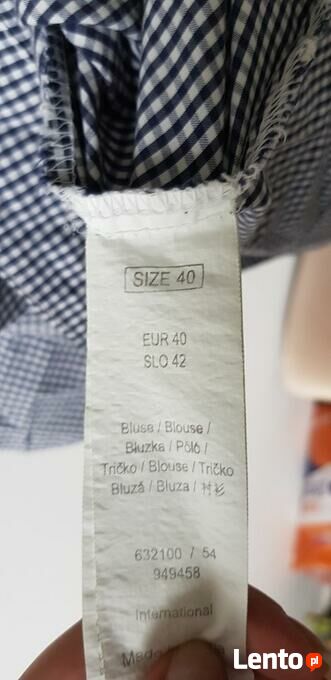 SIZE 40
EUR 40
SLO 42
Bluse / Blouse /
Bluzka / Póló /
Tričko / Blouse / Tričko
Bluză / Bluza / 衬衫
632100 / 54
949458
International
Made
Lento.pl